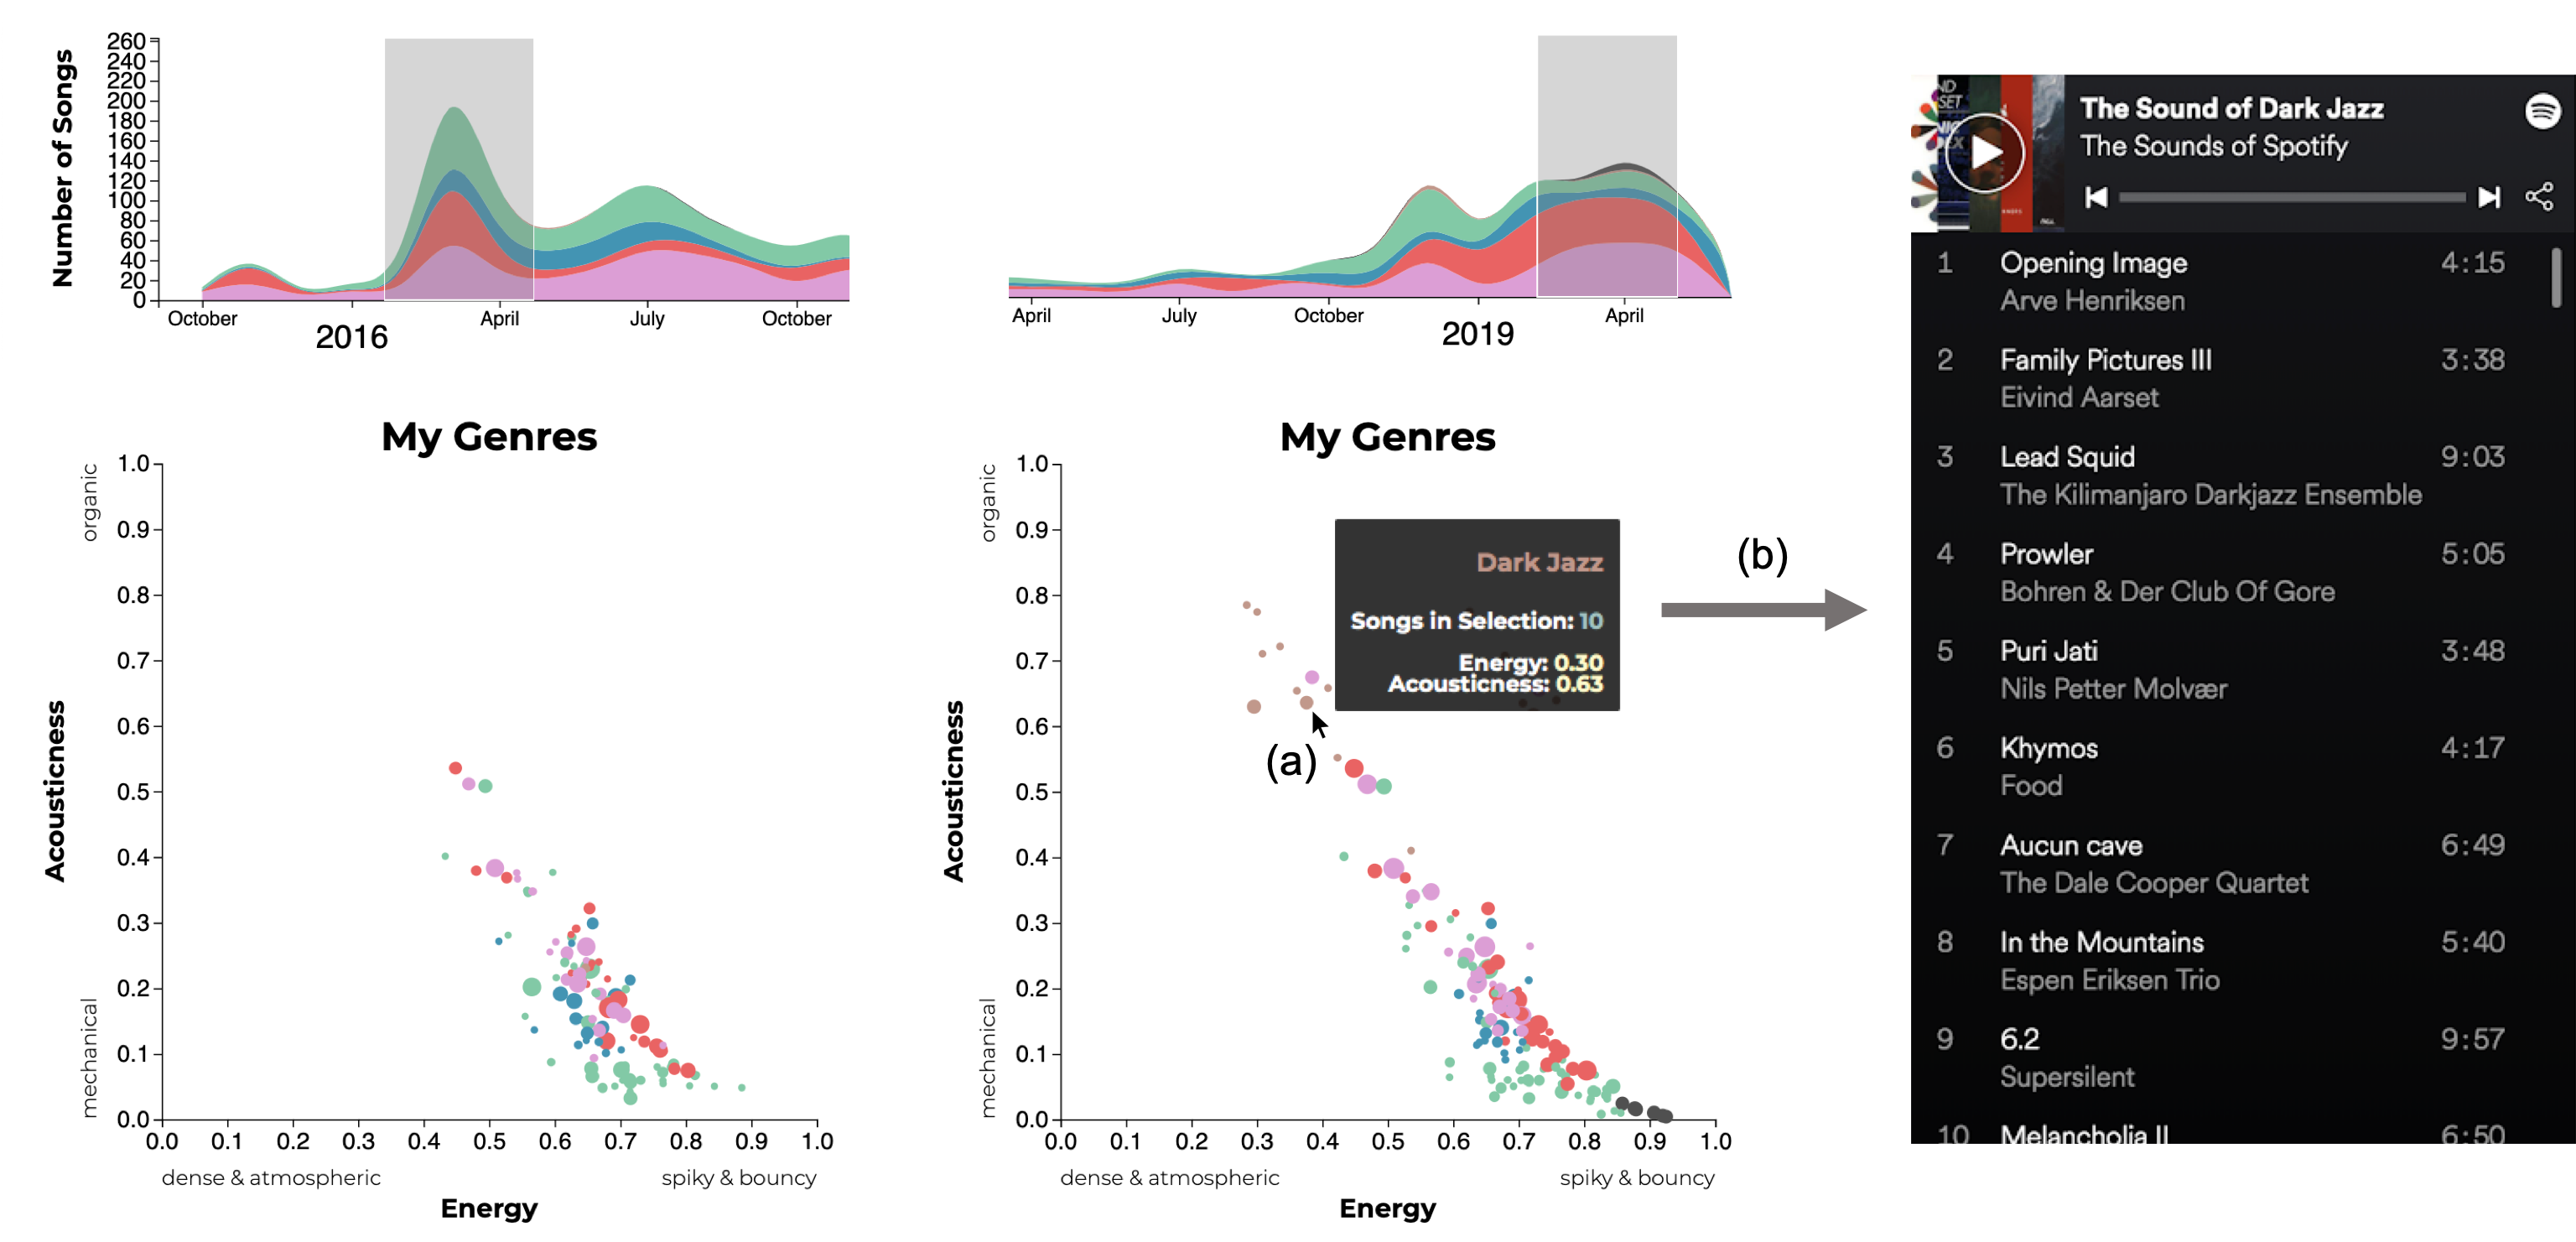 Number of Songs
260
240
220
200
180
160
140
120
100
80
60
40
20
0
October
2016
April
July
October
April
July
October
2019
April
My Genres
organic
mechanical
Acousticness
1.0
0.9
0.8
0.7
0.6
0.5
0.4
0.3
0.2
0.1
0.0
0.0 0.1 0.2 0.3 0.4 0.5 0.6 0.7 0.8 0.9 1.0
dense & atmospheric
spiky & bouncy
Energy
My Genres
organic
mechanical
Acousticness
1.0
0.9
0.8
0.7
0.6
0.5
0.4
0.3
0.2
0.1
0.0
Dark Jazz
Songs in Selection: 10
Energy: 0.30
Acousticness: 0.63
(a)
0.0 0.1 0.2 0.3 0.4 0.5 0.6 0.7 0.8 0.9 1.0
dense & atmospheric
spiky & bouncy
Energy
(b)
The Sound of Dark Jazz
The Sounds of Spotify
1 Opening Image 4:15
Arve Henriksen
2 Family Pictures III 3:38
Eivind Aarset
3 Lead Squid 9:03
The Kilimanjaro Darkjazz Ensemble
4 Prowler 5:05
Bohren & Der Club Of Gore
5 Puri Jati 3:48
Nils Petter Molvær
6 Khymos 4:17
Food
7 Aucun cave 6:49
The Dale Cooper Quartet
8 In the Mountains 5:40
Espen Eriksen Trio
9 6.2 9:57
Supersilent
10 Melancholia II 6:50